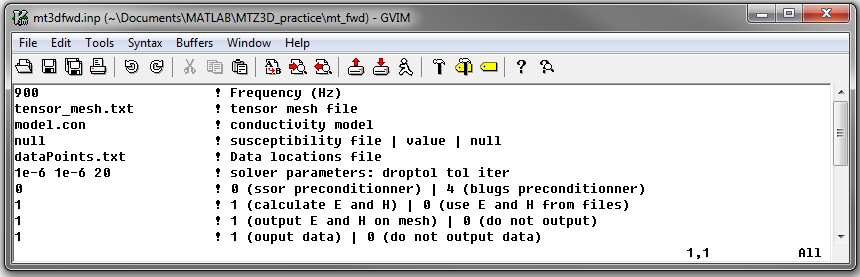 mt3dfwd.inp (~\Documents\MATLAB\MTZ3D_practice\mt_fwd) - GVIM
File Edit Tools Syntax Buffers Window Help
900 ! Frequency (Hz)
tensor_mesh.txt ! tensor mesh file
model.con ! conductivity model
null ! susceptibility file | value | null
dataPoints.txt ! Data locations file
1e-6 1e-6 20 ! solver parameters: droptol tol iter
0 ! 0 (ssor preconditionner) | 4 (blugs preconditionner)
1 ! 1 (calculate E and H) | 0 (use E and H from files)
1 ! 1 (output E and H on mesh) | 0 (do not output)
1 ! 1 (ouput data) | 0 (do not output data)
1,1 All